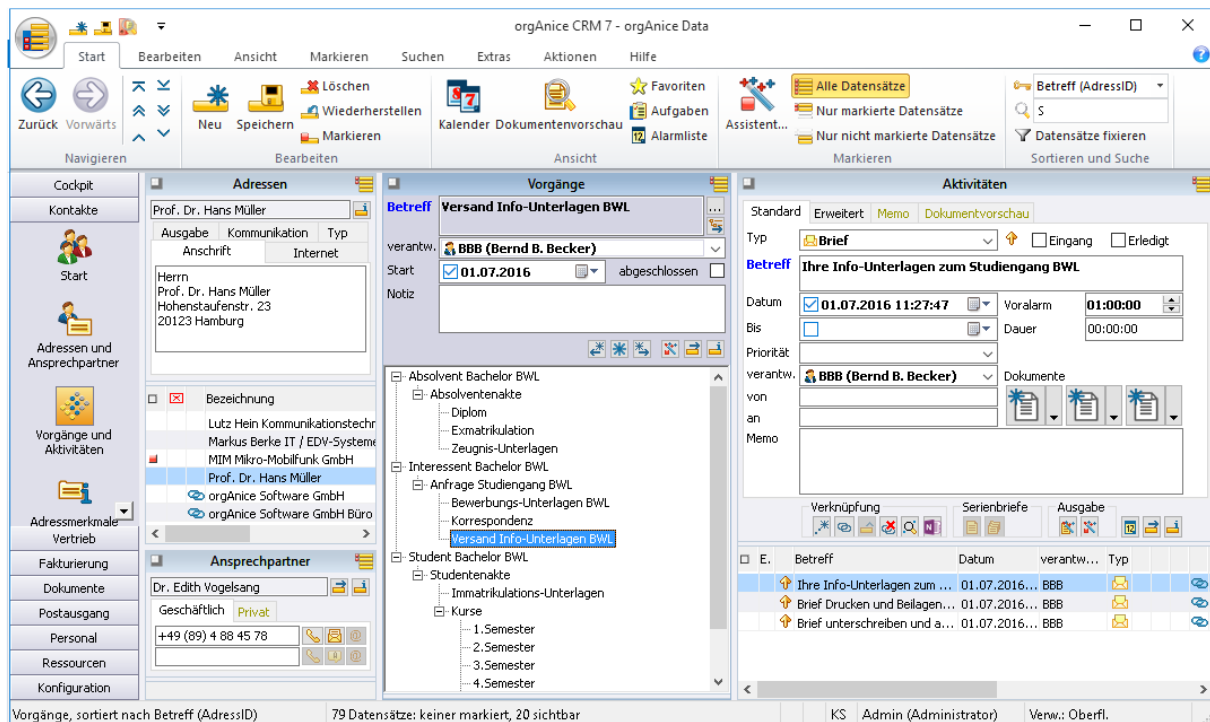 orgAnice CRM 7 - orgAnice Data
Start Bearbeiten Ansicht Markieren Suchen Extras Aktionen Hilfe
Zurück Vorwärts
Navigieren
Neu Speichern
Löschen
Wiederherstellen
Markieren
Bearbeiten
Kalender Dokumentenvorschau
Favoriten
Aufgaben
Alarmliste
Ansicht
Assistent...
Alle Datensätze
Nur markierte Datensätze
Nur nicht markierte Datensätze
Markieren
Betreff (AdressID)
S
Datensätze fixieren
Sortieren und Suche
Cockpit
Kontakte
Start
Adressen und
Ansprechpartner
Vorgänge und
Aktivitäten
Adressmerkmale
Vertrieb
Fakturierung
Dokumente
Postausgang
Personal
Ressourcen
Konfiguration
Adressen
Prof. Dr. Hans Müller
Ausgabe Kommunikation Typ
Anschrift Internet
Herrn
Prof. Dr. Hans Müller
Hohenstaufenstr. 23
20123 Hamburg
Bezeichnung
Lutz Hein Kommunikationstechr
Markus Berke IT / EDV-Systeme
MIM Mikro-Mobilfunk GmbH
Prof. Dr. Hans Müller
orgAnice Software GmbH
orgAnice Software GmbH Büro
Ansprechpartner
Dr. Edith Vogelsang
Geschäftlich Privat
+49 (89) 4 88 45 78
Vorgänge
Betreff Versand Info-Unterlagen BWL
verantw. BBB (Bernd B. Becker)
Start 01.07.2016 abgeschlossen
Notiz
Absolvent Bachelor BWL
Absolventenakte
Diplom
Exmatrikulation
Zeugnis-Unterlagen
Interessent Bachelor BWL
Anfrage Studiengang BWL
Bewerbungs-Unterlagen BWL
Korrespondenz
Versand Info-Unterlagen BWL
Student Bachelor BWL
Studentenakte
Immatrikulations-Unterlagen
Kurse
1.Semester
2.Semester
3.Semester
4.Semester
Aktivitäten
Standard Erweitert Memo Dokumentvorschau
Typ Brief Eingang Erledigt
Betreff Ihre Info-Unterlagen zum Studiengang BWL
Datum 01.07.2016 11:27:47 Voralarm 01:00:00
Bis Dauer 00:00:00
Priorität
verantw. BBB (Bernd B. Becker) Dokumente
von
an
Memo
Verknüpfung Serienbriefe Ausgabe
E. Betreff Datum verantw... Typ
Ihre Info-Unterlagen zum ... 01.07.2016... BBB
Brief Drucken und Beilagen... 01.07.2016... BBB
Brief unterschreiben und a... 01.07.2016... BBB
Vorgänge, sortiert nach Betreff (AdressID) 79 Datensätze: keiner markiert, 20 sichtbar KS Admin (Administrator) Verw.: Oberfl.